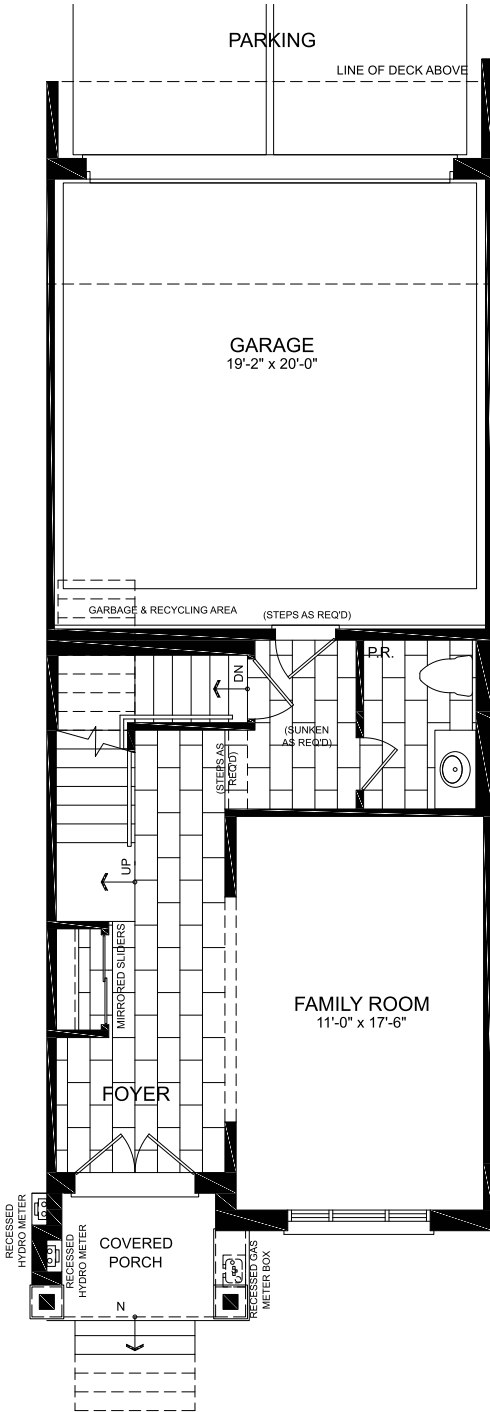 PARKING
LINE OF DECK ABOVE
GARAGE
19'-2" x 20'-0"
GARBAGE & RECYCLING AREA
(STEPS AS REQ'D)
P.R.
DN
(SUNKEN
AS REQ'D)
(STEPS AS
REQ'D)
UP
MIRRORED SLIDERS
FAMILY ROOM
11'-0" x 17'-6"
FOYER
RECESSED
HYDRO METER
RECESSED
HYDRO METER
COVERED
PORCH
RECESSED GAS
METER BOX
N